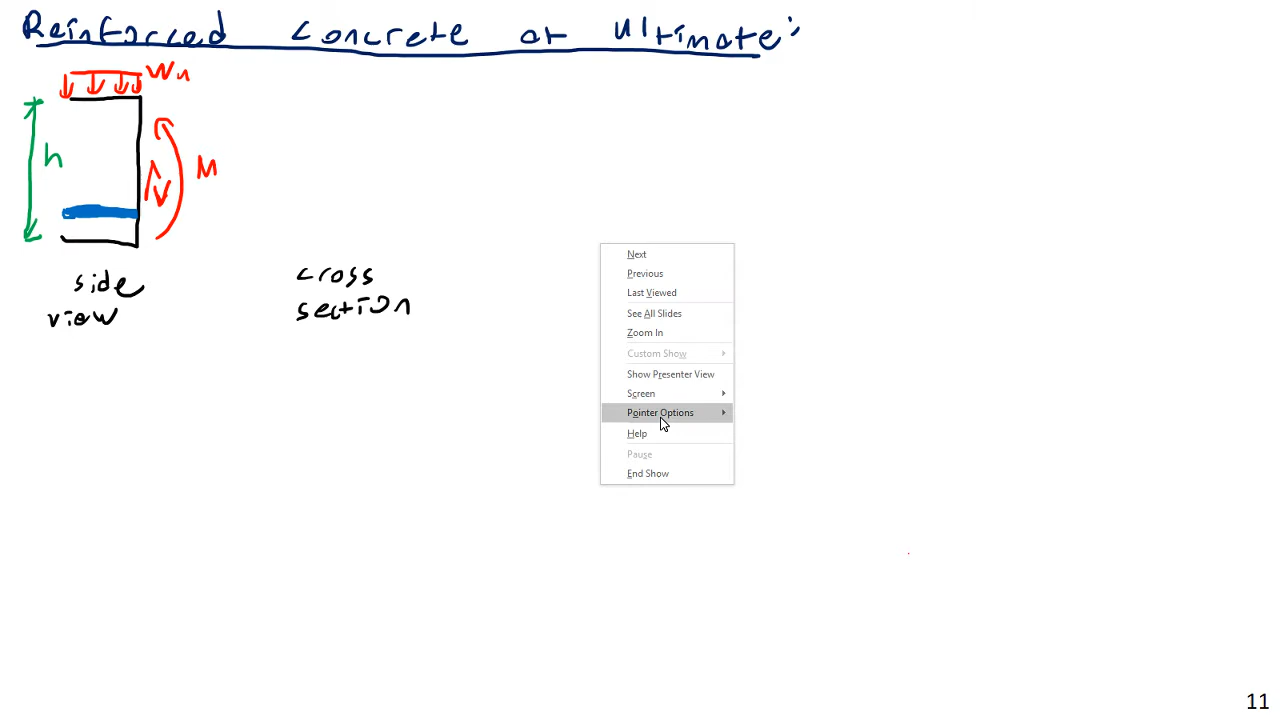 Reinforced concrete at Ultimate:
Wn
h
V
M
side
view
cross
section
Next
Previous
Last Viewed
See All Slides
Zoom In
Custom Show
Show Presenter View
Screen
Pointer Options
Help
Pause
End Show
11